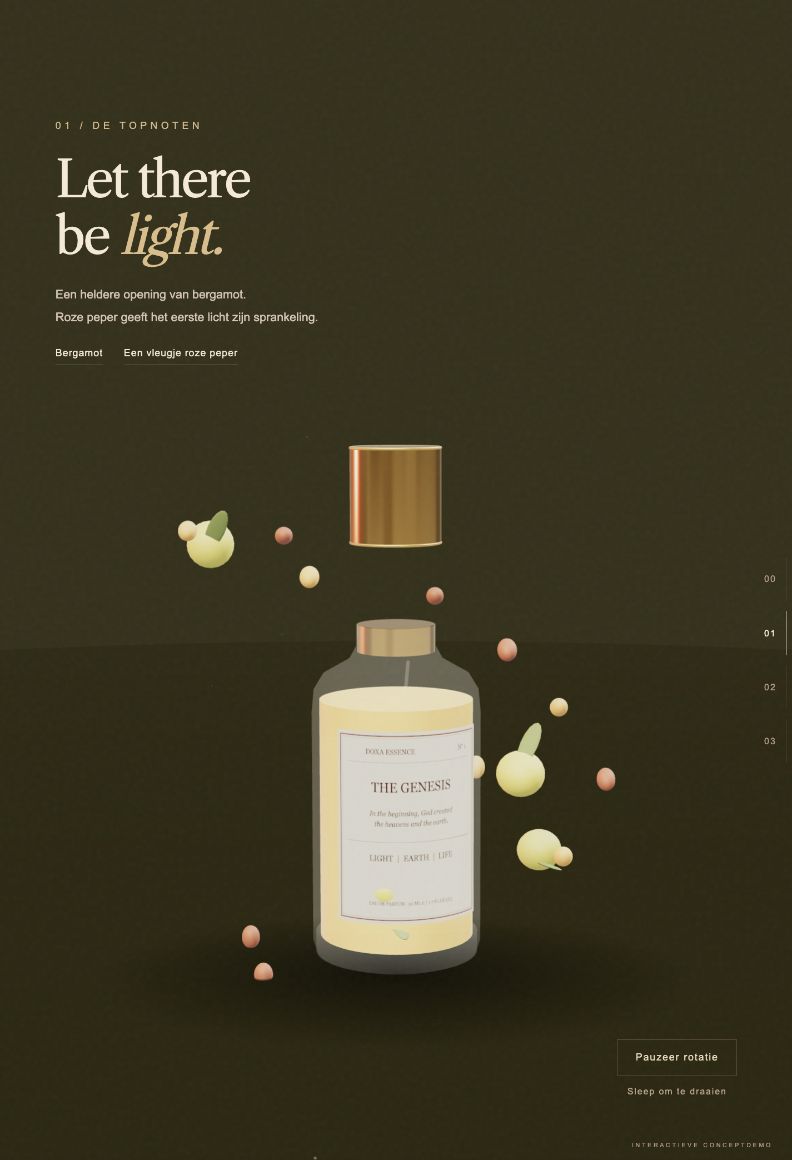 01 / DE TOPNOTEN
Let there
be light.
Een heldere opening van bergamot.
Roze peper geeft het eerste licht zijn sprankeling.
Bergamot Een vleugje roze peper
00
01
02
03
DOXA ESSENCE
THE GENESIS
In the beginning, God created
the heavens and the earth.
LIGHT | EARTH | LIFE
Pauzeer rotatie
Sleep om te draaien
INTERACTIEVE CONCEPTDEMO